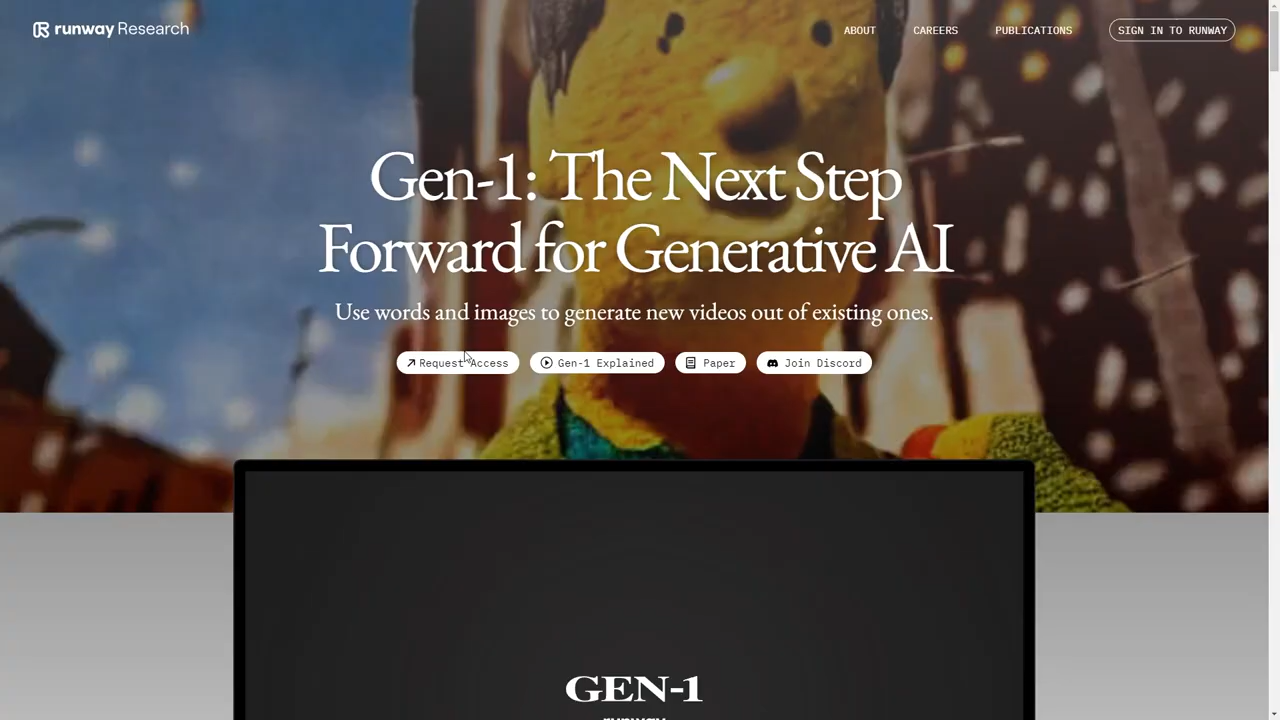 runway Research
ABOUT CAREERS PUBLICATIONS SIGN IN TO RUNWAY
Gen-1: The Next Step
Forward for Generative AI
Use words and images to generate new videos out of existing ones.
Request Access Gen-1 Explained Paper Join Discord
GEN-1
runway